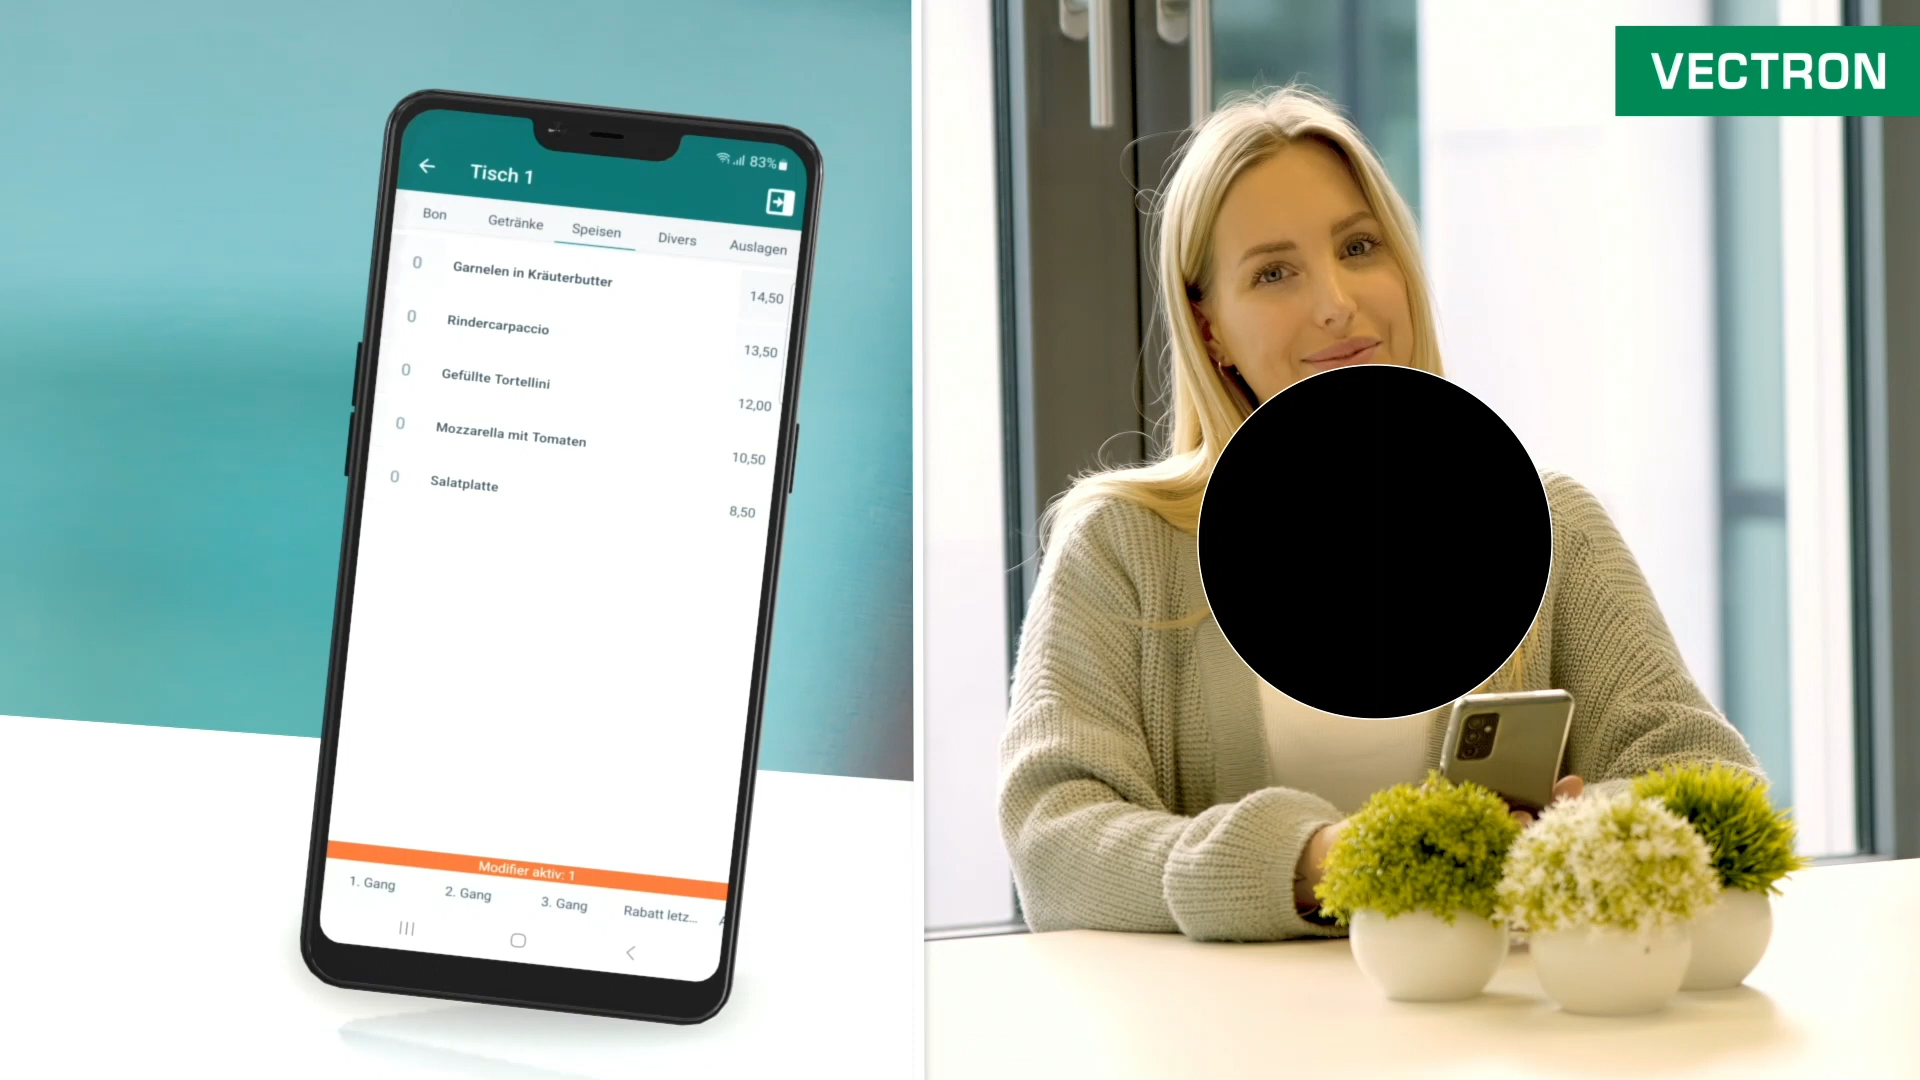 83%
Tisch 1
Bon Getränke Speisen Divers Auslagen
0 Garnelen in Kräuterbutter 14,50
0 Rindercarpaccio 13,50
0 Gefüllte Tortellini 12,00
0 Mozzarella mit Tomaten 10,50
0 Salatplatte 8,50
Modifier aktiv: 1
1. Gang 2. Gang 3. Gang Rabatt letz...
VECTRON